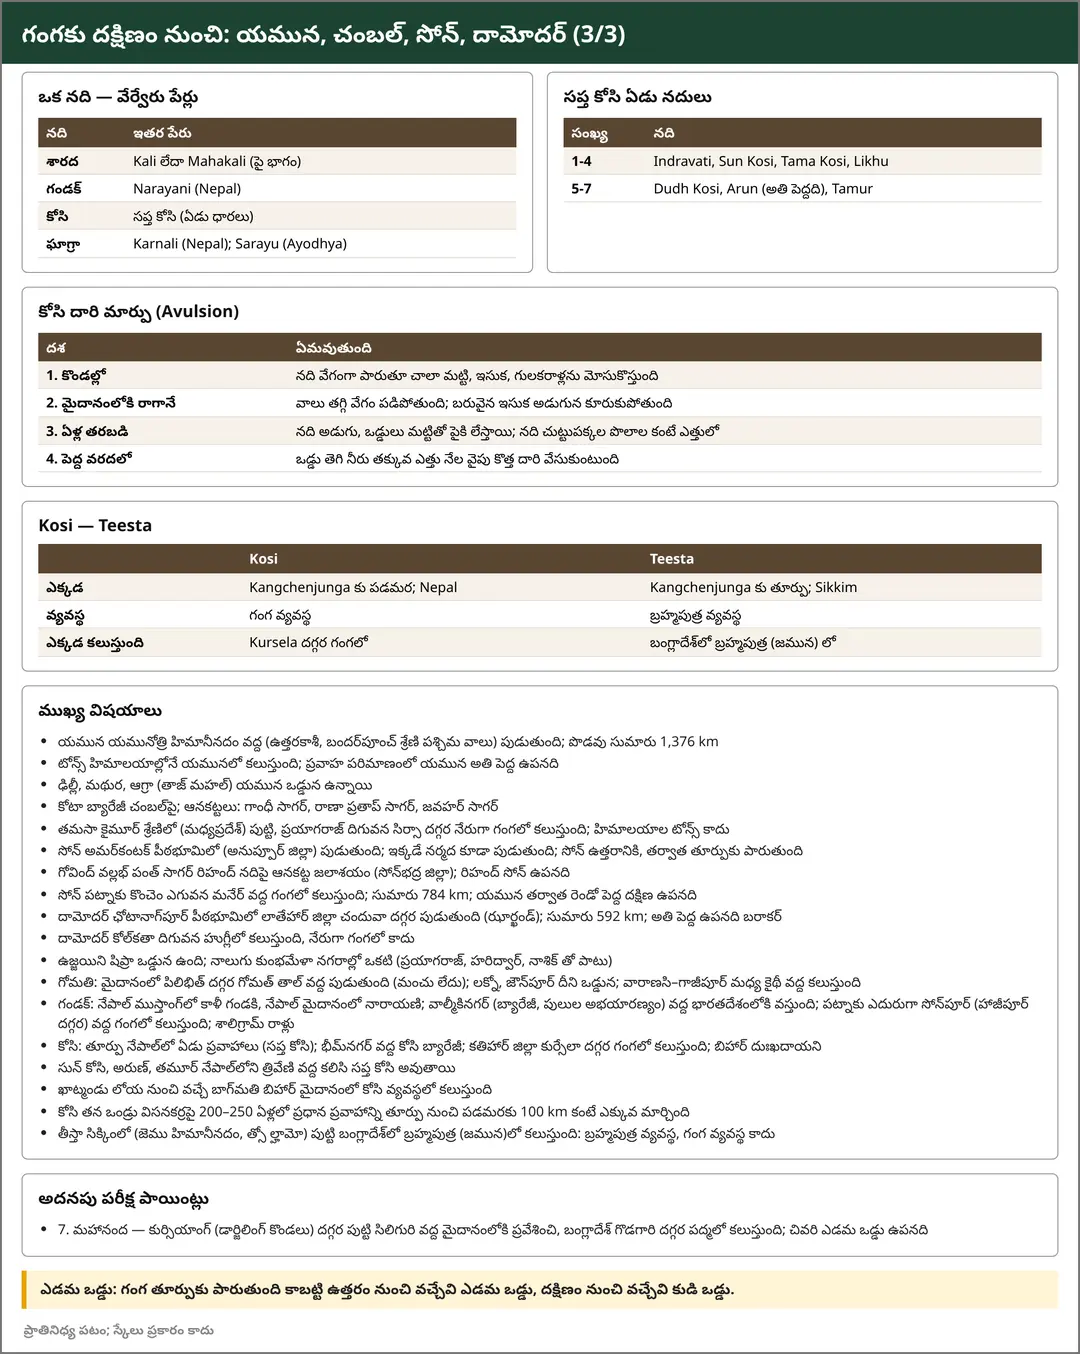 గంగకు దక్షిణం నుంచి: యమున, చంబల్, సోన్, దామోదర్ (3/3)
ఒక నది — వేర్వేరు పేర్లు
నది ఇతర పేరు
శారద Kali లేదా Mahakali (పై భాగం)
గండక్ Narayani (Nepal)
కోసి సప్త కోసి (ఏడు ధారలు)
ఘాగ్రా Karnali (Nepal); Sarayu (Ayodhya)
సప్త కోసి ఏడు నదులు
సంఖ్య నది
1-4 Indravati, Sun Kosi, Tama Kosi, Likhu
5-7 Dudh Kosi, Arun (అతి పెద్దది), Tamur
కోసి దారి మార్పు (Avulsion)
దశ ఏమవుతుంది
1. కొండల్లో నది వేగంగా పారుతూ చాలా మట్టి, ఇసుక, గులకరాళ్లను మోసుకొస్తుంది
2. మైదానంలోకి రాగానే వాలు తగ్గి వేగం పడిపోతుంది; బరువైన ఇసుక అడుగున కూరుకుపోతుంది
3. ఏళ్ల తరబడి నది అడుగు, ఒడ్డులు మట్టితో పైకి లేస్తాయి; నది చుట్టుపక్కల పొలాల కంటే ఎత్తులో
4. పెద్ద వరదలో ఒడ్డు తెగి నీరు తక్కువ ఎత్తు నేల వైపు కొత్త దారి వేసుకుంటుంది
Kosi — Teesta
Kosi Teesta
ఎక్కడ Kangchenjunga కు పడమర; Nepal Kangchenjunga కు తూర్పు; Sikkim
వ్యవస్థ గంగ వ్యవస్థ బ్రహ్మపుత్ర వ్యవస్థ
ఎక్కడ కలుస్తుంది Kursela దగ్గర గంగలో బంగ్లాదేశ్‌లో బ్రహ్మపుత్ర (జమున) లో
ముఖ్య విషయాలు
• యమున యమునోత్రి హిమానీనదం వద్ద (ఉత్తరకాశీ, బందర్‌పూంచ్ శ్రేణి పశ్చిమ వాలు) పుడుతుంది; పొడవు సుమారు 1,376 km
• టోన్స్ హిమాలయాల్లోనే యమునలో కలుస్తుంది; ప్రవాహ పరిమాణంలో యమున అతి పెద్ద ఉపనది
• ఢిల్లీ, మథుర, ఆగ్రా (తాజ్ మహల్) యమున ఒడ్డున ఉన్నాయి
• కోటా బ్యారేజీ చంబల్‌పై; ఆనకట్టలు: గాంధీ సాగర్, రాణా ప్రతాప్ సాగర్, జవహర్ సాగర్
• తమసా కైమూర్ శ్రేణిలో (మధ్యప్రదేశ్) పుట్టి, ప్రయాగరాజ్ దిగువన సిర్సా దగ్గర నేరుగా గంగలో కలుస్తుంది; హిమాలయాల టోన్స్ కాదు
• సోన్ అమర్‌కంటక్ పీఠభూమిలో (అనుప్పూర్ జిల్లా) పుడుతుంది; ఇక్కడే నర్మద కూడా పుడుతుంది; సోన్ ఉత్తరానికి, తర్వాత తూర్పుకు పారుతుంది
• గోవింద్ వల్లభ్ పంత్ సాగర్ రిహంద్ నదిపై ఆనకట్ట జలాశయం (సోన్‌భద్ర జిల్లా); రిహంద్ సోన్ ఉపనది
• సోన్ పట్నాకు కొంచెం ఎగువన మనేర్ వద్ద గంగలో కలుస్తుంది; సుమారు 784 km; యమున తర్వాత రెండో పెద్ద దక్షిణ ఉపనది
• దామోదర్ ఛోటానాగ్‌పూర్ పీఠభూమిలో లాతేహార్ జిల్లా చందువా దగ్గర పుడుతుంది (ఝార్ఖండ్); సుమారు 592 km; అతి పెద్ద ఉపనది బరాకర్
• దామోదర్ కోల్‌కతా దిగువన హుగ్లీలో కలుస్తుంది, నేరుగా గంగలో కాదు
• ఉజ్జయిని షిప్రా ఒడ్డున ఉంది; నాలుగు కుంభమేళా నగరాల్లో ఒకటి (ప్రయాగరాజ్, హరిద్వార్, నాశిక్ తో పాటు)
• గోమతి: మైదానంలో పిలిభిత్ దగ్గర గోమత్ తాల్ వద్ద పుడుతుంది (మంచు లేదు); లక్నో, జౌన్‌పూర్ దీని ఒడ్డున; వారాణసి–గాజీపూర్ మధ్య కైథీ వద్ద కలుస్తుంది
• గండక్: నేపాల్ ముస్తాంగ్‌లో కాళీ గండకి, నేపాల్ మైదానంలో నారాయణి; వాల్మీకినగర్ (బ్యారేజీ, పులుల అభయారణ్యం) వద్ద భారతదేశంలోకి వస్తుంది; పట్నాకు ఎదురుగా సోన్‌పూర్ (హాజీపూర్
దగ్గర) వద్ద గంగలో కలుస్తుంది; శాలిగ్రామ్ రాళ్లు
• కోసి: తూర్పు నేపాల్‌లో ఏడు ప్రవాహాలు (సప్త కోసి); భీమ్‌నగర్ వద్ద కోసి బ్యారేజీ; కతిహార్ జిల్లా కుర్సేలా దగ్గర గంగలో కలుస్తుంది; బిహార్ దుఃఖదాయని
• సున్ కోసి, అరుణ్, తమూర్ నేపాల్‌లోని త్రివేణి వద్ద కలిసి సప్త కోసి అవుతాయి
• ఖాట్మండు లోయ నుంచి వచ్చే బాగ్‌మతి బిహార్ మైదానంలో కోసి వ్యవస్థలో కలుస్తుంది
• కోసి తన ఒండ్రు విసనకర్రపై 200–250 ఏళ్లలో ప్రధాన ప్రవాహాన్ని తూర్పు నుంచి పడమరకు 100 km కంటే ఎక్కువ మార్చింది
• తీస్తా సిక్కింలో (జెము హిమానీనదం, త్సో ల్హామో) పుట్టి బంగ్లాదేశ్‌లో బ్రహ్మపుత్ర (జమున)లో కలుస్తుంది: బ్రహ్మపుత్ర వ్యవస్థ, గంగ వ్యవస్థ కాదు
అదనపు పరీక్ష పాయింట్లు
• 7. మహానంద — కుర్సియాంగ్ (డార్జిలింగ్ కొండలు) దగ్గర పుట్టి సిలిగురి వద్ద మైదానంలోకి ప్రవేశించి, బంగ్లాదేశ్ గొడగారి దగ్గర పద్మలో కలుస్తుంది; చివరి ఎడమ ఒడ్డు ఉపనది
ఎడమ ఒడ్డు: గంగ తూర్పుకు పారుతుంది కాబట్టి ఉత్తరం నుంచి వచ్చేవి ఎడమ ఒడ్డు, దక్షిణం నుంచి వచ్చేవి కుడి ఒడ్డు.
ప్రాతినిధ్య పటం; స్కేలు ప్రకారం కాదు